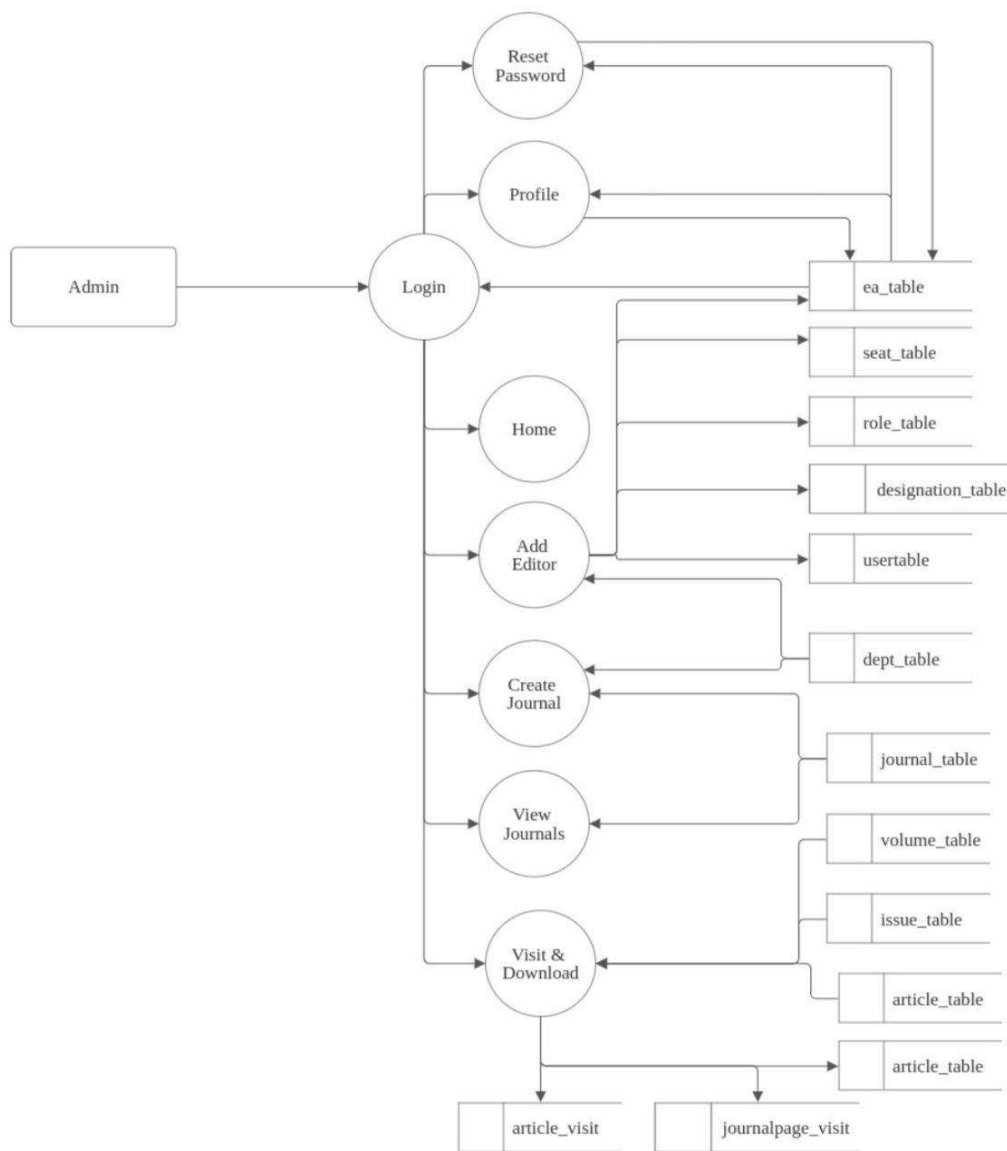 Reset
Password
Profile
Admin
Login
ea_table
seat_table
Home
role_table
designation_table
Add
Editor
usertable
dept_table
Create
Journal
journal_table
View
Journals
volume_table
issue_table
Visit &
Download
article_table
article_table
article_visit
journalpage_visit